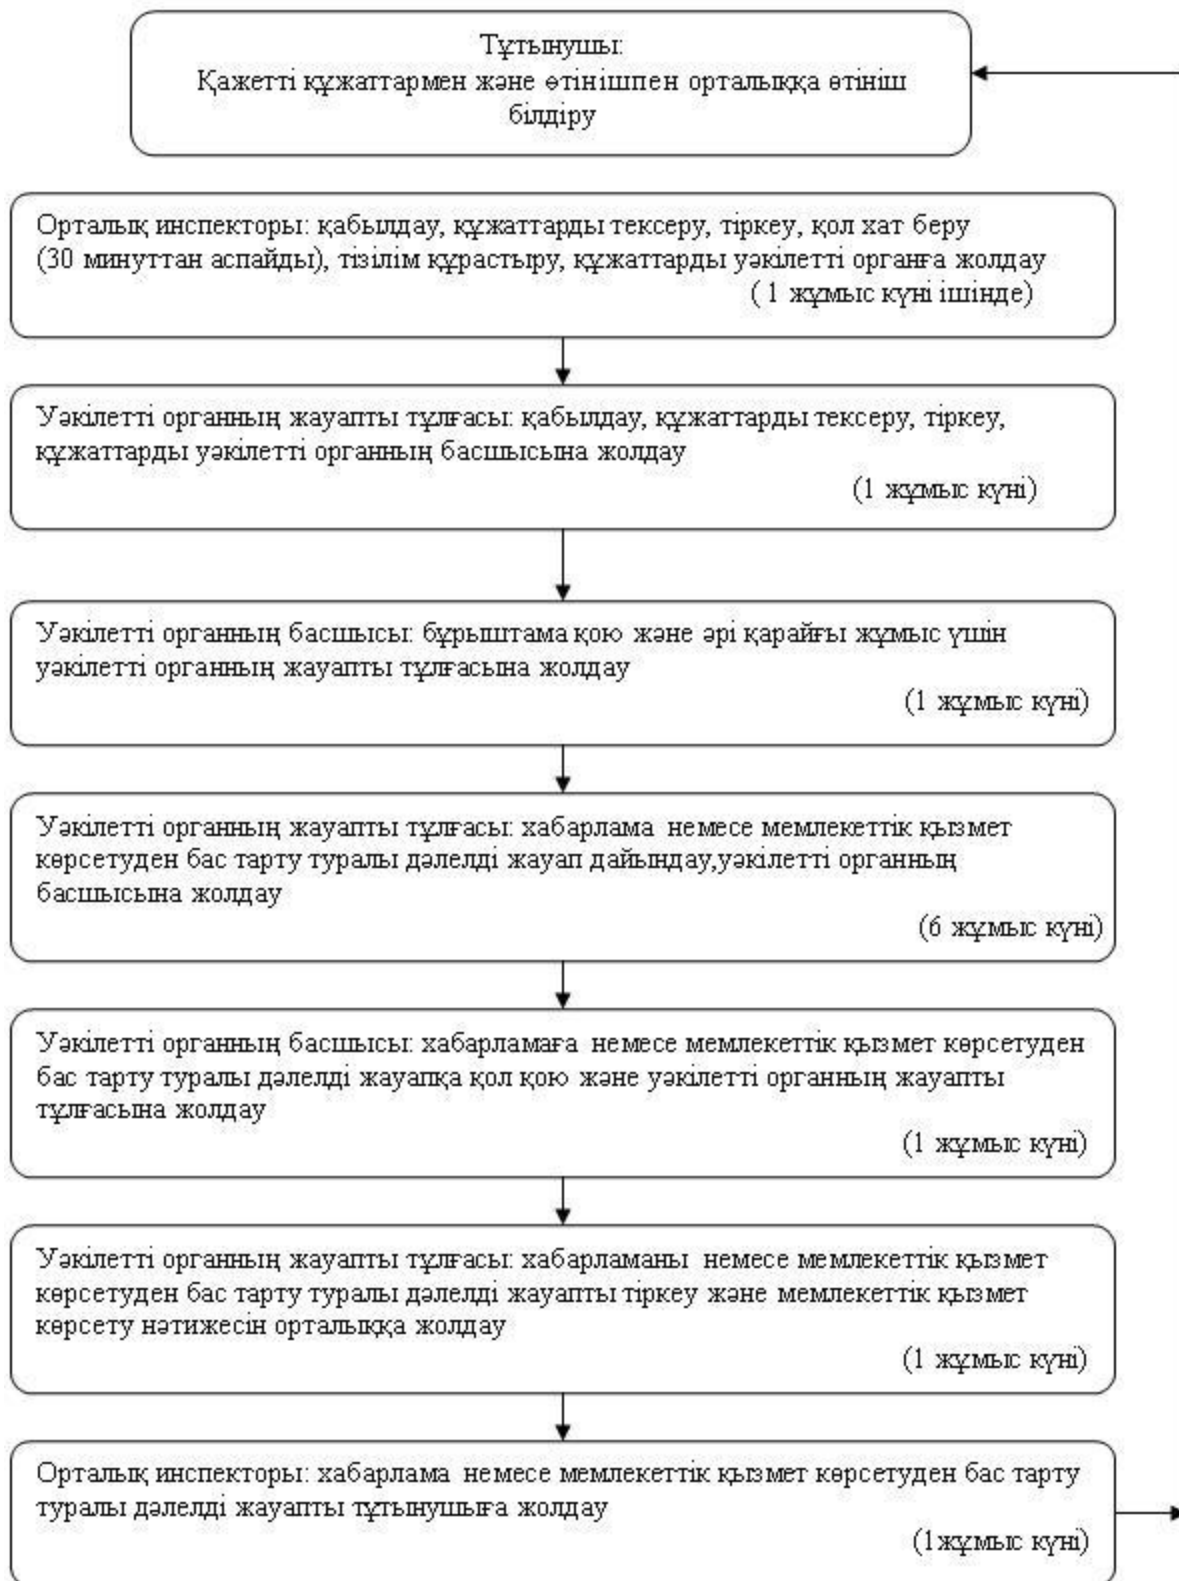 Тұтынушы:
Қажетті құжаттармен және өтінішпен орталыққа өтініш
білдіру
Орталық инспекторы: қабылдау, құжаттарды тексеру, тіркеу, қол хат беру
(30 минуттан аспайды), тізілім құрастыру, құжаттарды уәкілетті органға жолдау
( 1 жұмыс күні ішінде)
Уәкілетті органның жауапты тұлғасы: қабылдау, құжаттарды тексеру, тіркеу,
құжаттарды уәкілетті органның басшысына жолдау
(1 жұмыс күні)
Уәкілетті органның басшысы: бұрыштама қою және әрі қарайғы жұмыс үшін
уәкілетті органның жауапты тұлғасына жолдау
(1 жұмыс күні)
Уәкілетті органның жауапты тұлғасы: хабарлама немесе мемлекеттік қызмет
көрсетуден бас тарту туралы дәлелді жауап дайындау,уәкілетті органның
басшысына жолдау
(6 жұмыс күні)
Уәкілетті органның басшысы: хабарламаға немесе мемлекеттік қызмет көрсетуден
бас тарту туралы дәлелді жауапқа қол қою және уәкілетті органның жауапты
тұлғасына жолдау
(1 жұмыс күні)
Уәкілетті органның жауапты тұлғасы: хабарламаны немесе мемлекеттік қызмет
көрсетуден бас тарту туралы дәлелді жауапты тіркеу және мемлекеттік қызмет
көрсету нәтижесін орталыққа жолдау
(1 жұмыс күні)
Орталық инспекторы: хабарлама немесе мемлекеттік қызмет көрсетуден бас тарту
туралы дәлелді жауапты тұтынушыға жолдау
(1жұмыс күні)